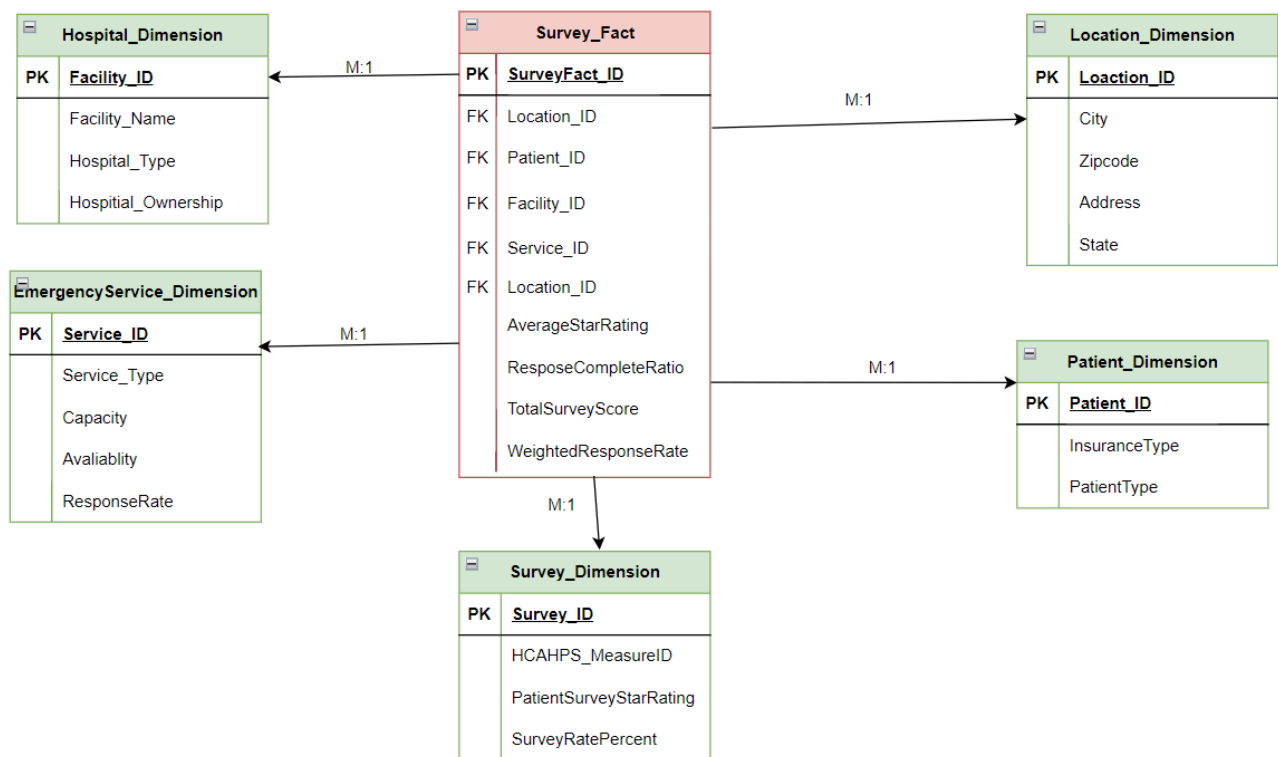 Hospital_Dimension
PK Facility_ID
Facility_Name
Hospital_Type
Hospitial_Ownership
M:1
Survey_Fact
PK SurveyFact_ID
FK Location_ID
FK Patient_ID
FK Facility_ID
FK Service_ID
FK Location_ID
AverageStarRating
ResposeCompleteRatio
TotalSurveyScore
WeightedResponseRate
M:1
Location_Dimension
PK Loaction_ID
City
Zipcode
Address
State
EmergencyService_Dimension
PK Service_ID
Service_Type
Capacity
Avaliablity
ResponseRate
M:1
M:1
Patient_Dimension
PK Patient_ID
InsuranceType
PatientType
M:1
Survey_Dimension
PK Survey_ID
HCAHPS_MeasureID
PatientSurveyStarRating
SurveyRatePercent